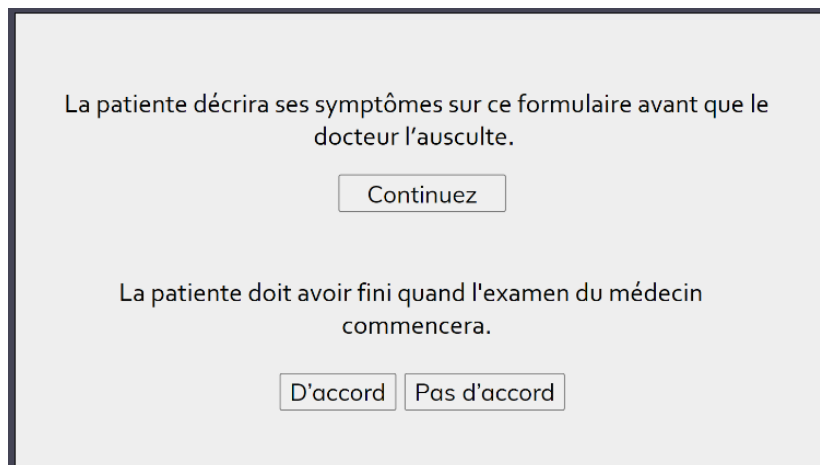 La patiente décrira ses symptômes sur ce formulaire avant que le
docteur l’ausculte.
Continuez
La patiente doit avoir fini quand l'examen du médecin
commencera.
D’accord Pas d’accord